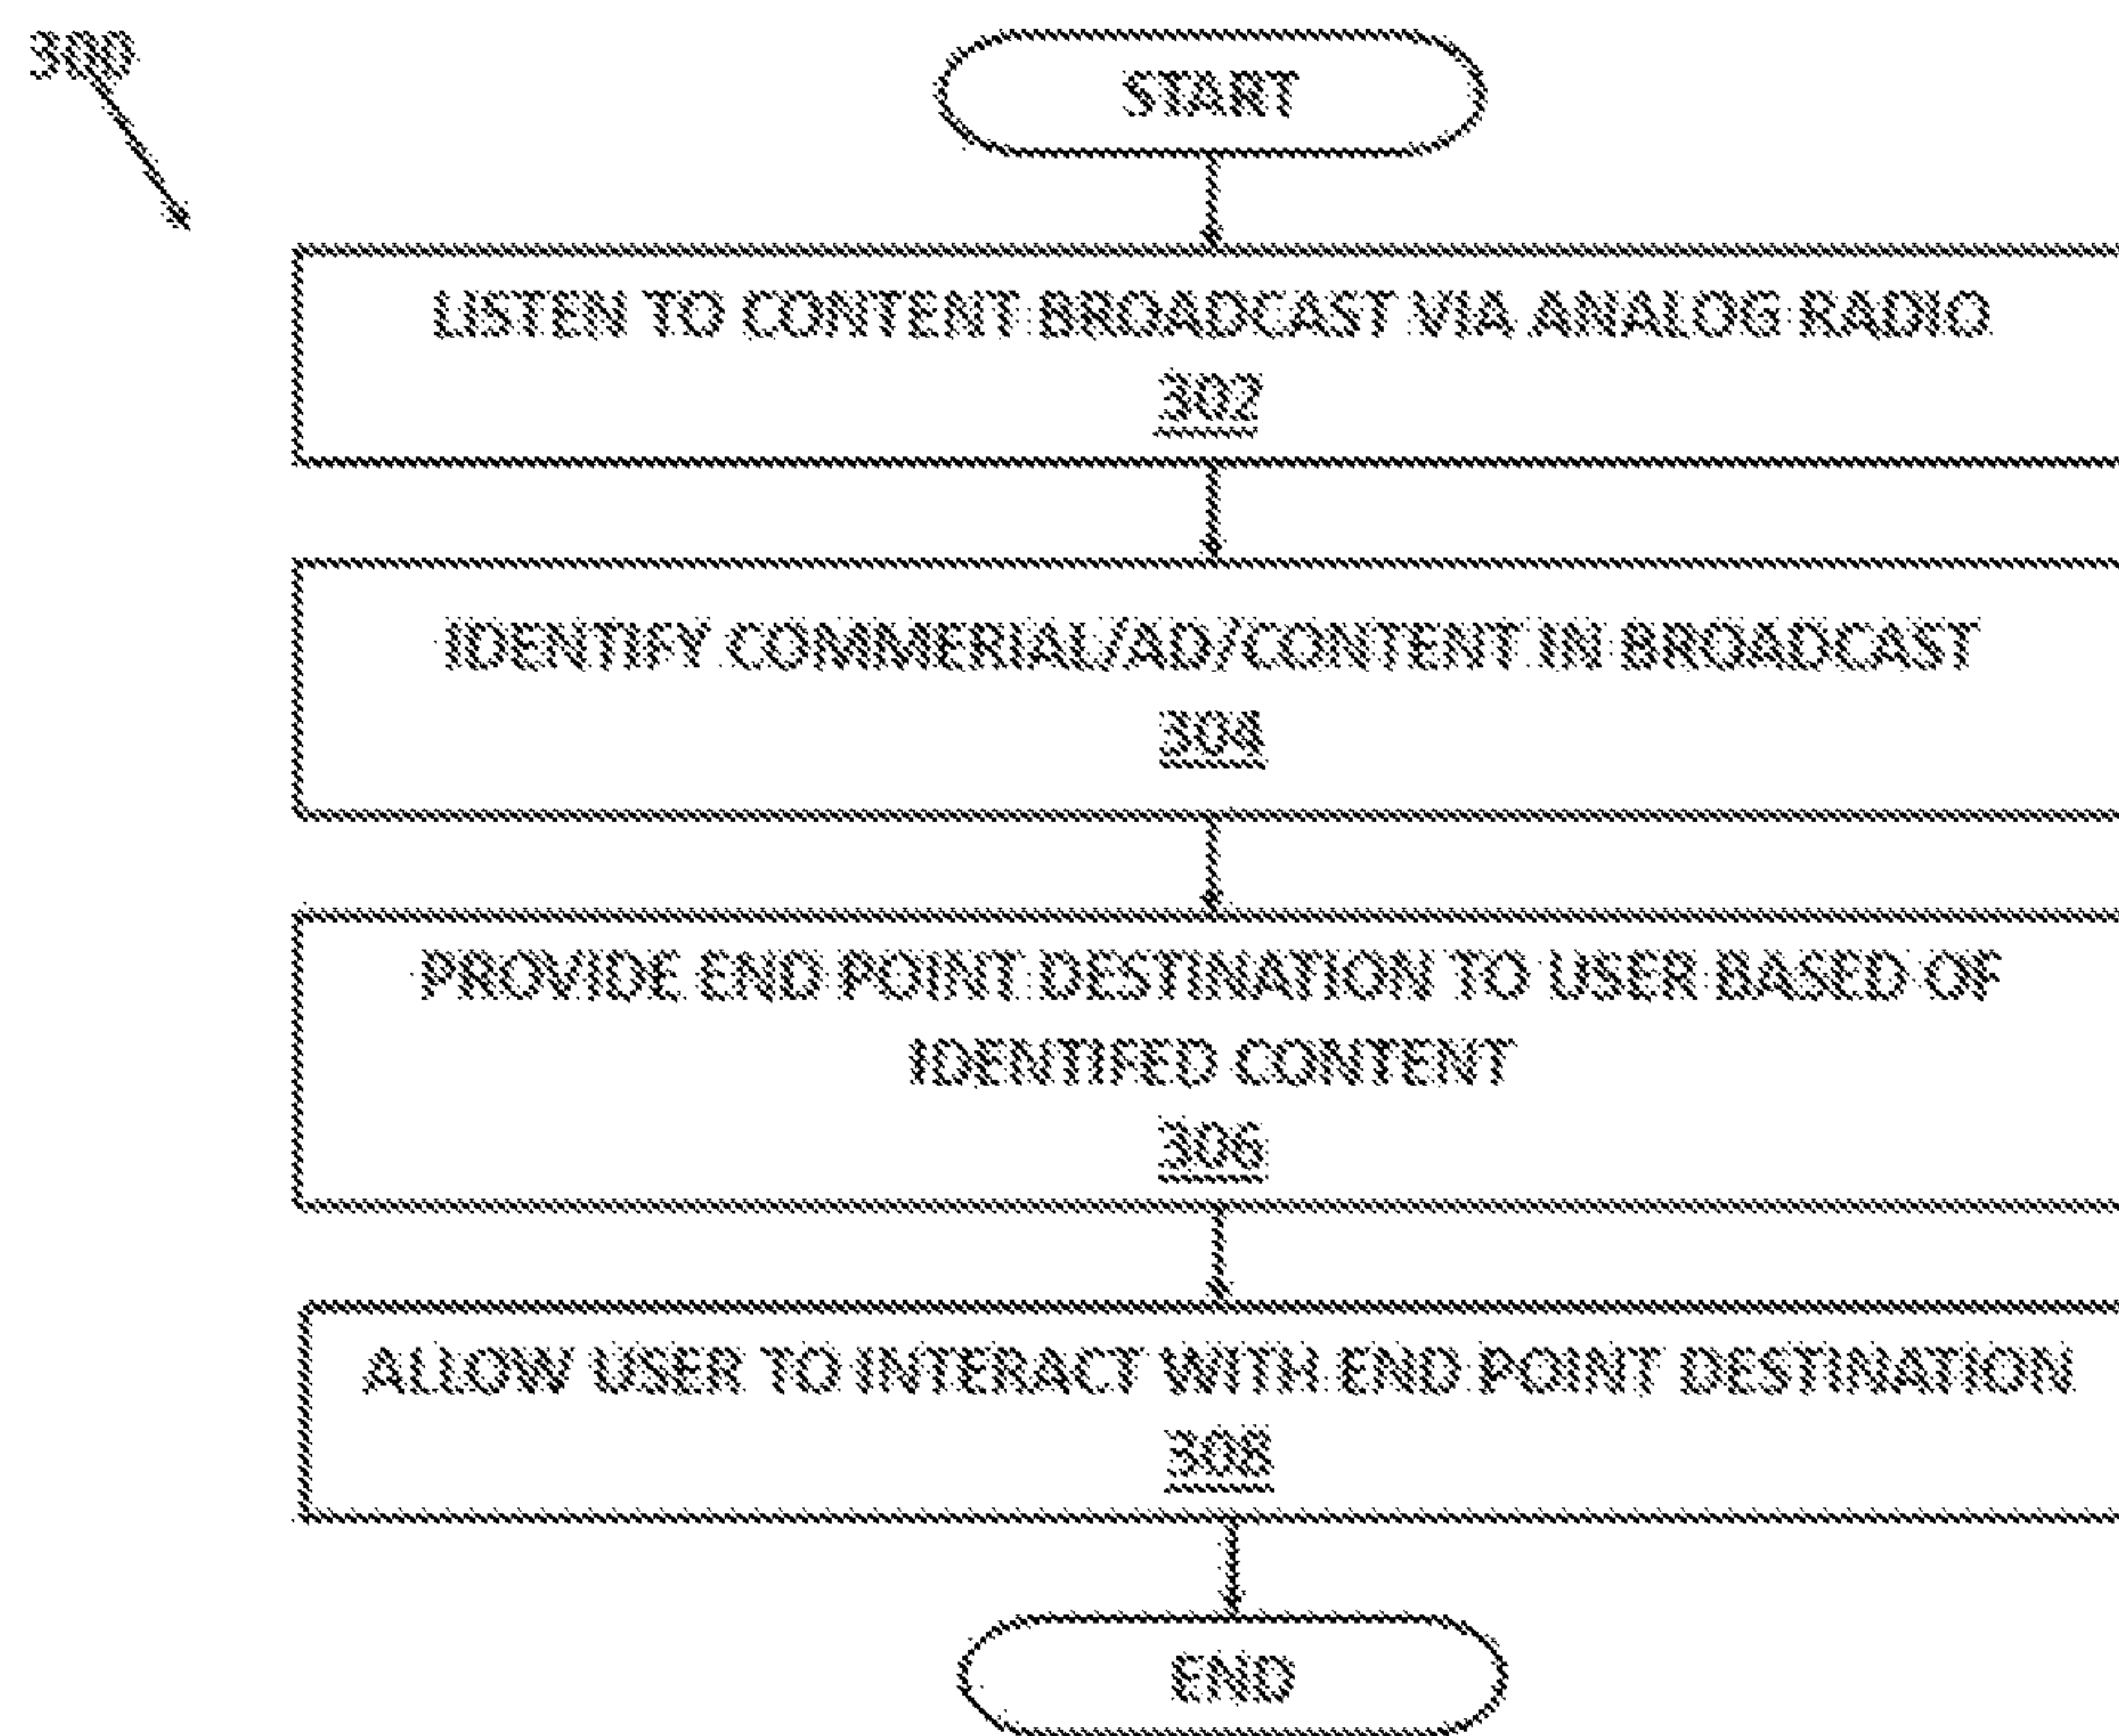 300
START
LISTEN TO CONTENT BROADCAST VIA ANALOG RADIO
302
IDENTIFY COMMERIAL/AD/CONTENT IN BROADCAST
304
PROVIDE END POINT DESTINATION TO USER BASED OF
IDENTIFED CONTENT
306
ALLOW USER TO INTERACT WITH END POINT DESTINATION
308
END